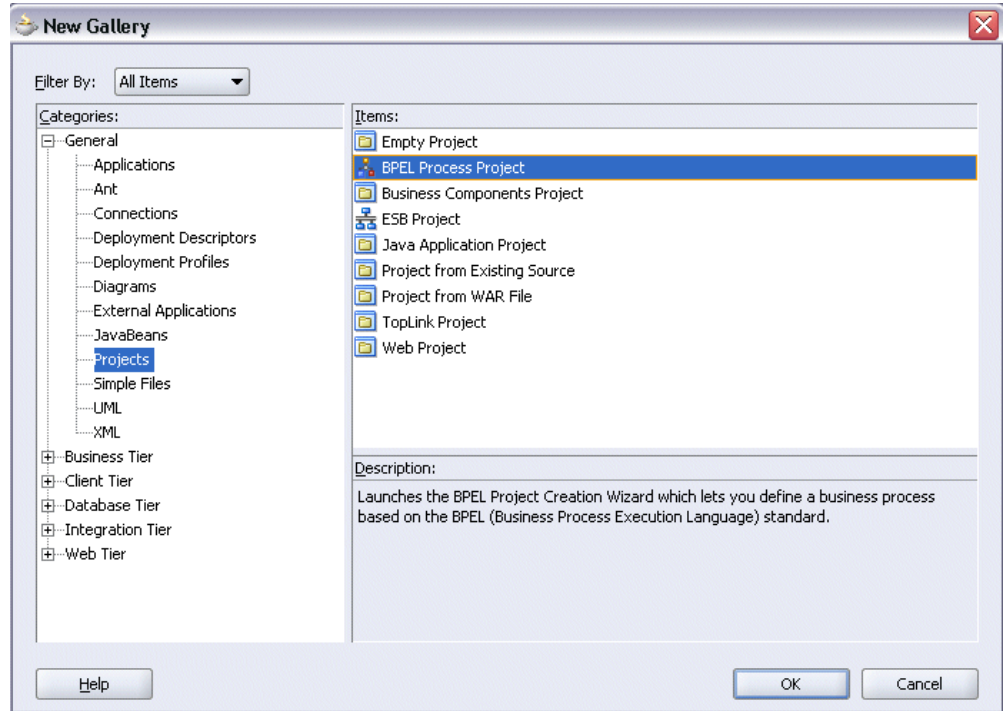 New Gallery
Filter By: All Items
Categories:
General
Applications
Ant
Connections
Deployment Descriptors
Deployment Profiles
Diagrams
External Applications
JavaBeans
Projects
Simple Files
UML
XML
Business Tier
Client Tier
Database Tier
Integration Tier
Web Tier
Items:
Empty Project
BPEL Process Project
Business Components Project
ESB Project
Java Application Project
Project from Existing Source
Project from WAR File
TopLink Project
Web Project
Description:
Launches the BPEL Project Creation Wizard which lets you define a business process
based on the BPEL (Business Process Execution Language) standard.
Help
OK
Cancel